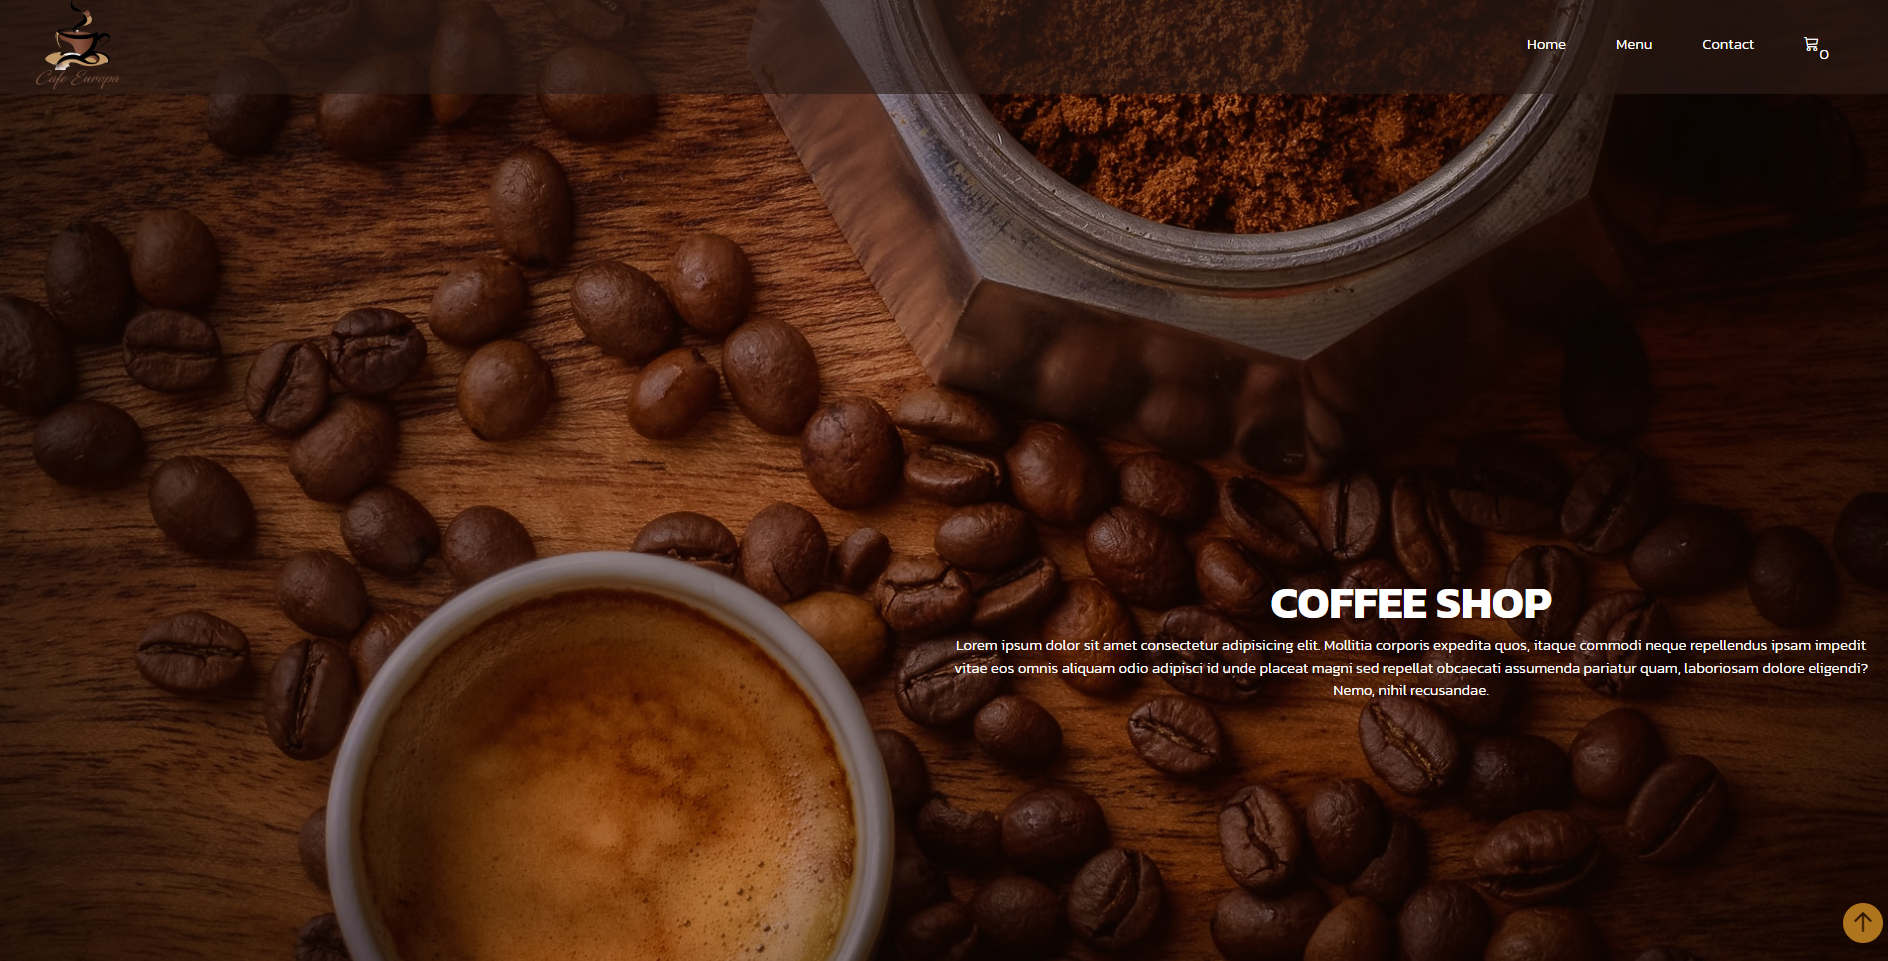 Cafe Europa
Home
Menu
Contact
0
COFFEE SHOP
Lorem ipsum dolor sit amet consectetur adipisicing elit. Mollitia corporis expedita quos, itaque commodi neque repellendus ipsam impedit
vitae eos omnis aliquam odio adipisci id unde placeat magni sed repellat obcaecati assumenda pariatur quam, laboriosam dolore eligendi?
Nemo, nihil recusandae.